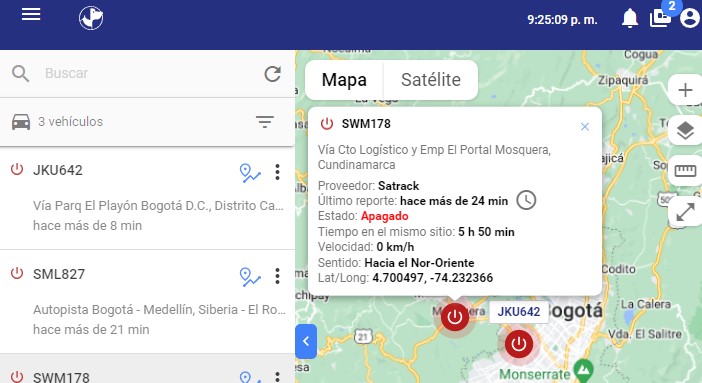 9:25:09 p. m.
2
Buscar
3 vehículos
JKU642
Vía Parq El Playón Bogotá D.C., Distrito Ca...
hace más de 8 min
SML827
Autopista Bogotá - Medellín, Siberia - El Ro...
hace más de 21 min
SWM178
Mapa
Satélite
SWM178
Vía Cto Logístico y Emp El Portal Mosquera,
Cundinamarca
Proveedor: Satrack
Último reporte: hace más de 24 min
Estado: Apagado
Tiempo en el mismo sitio: 5 h 50 min
Velocidad: 0 km/h
Sentido: Hacia el Nor-Oriente
Lat/Long: 4.700497, -74.232366
Codito
JKU642
La Calera
21
Vda. El Salitre
Monserrate